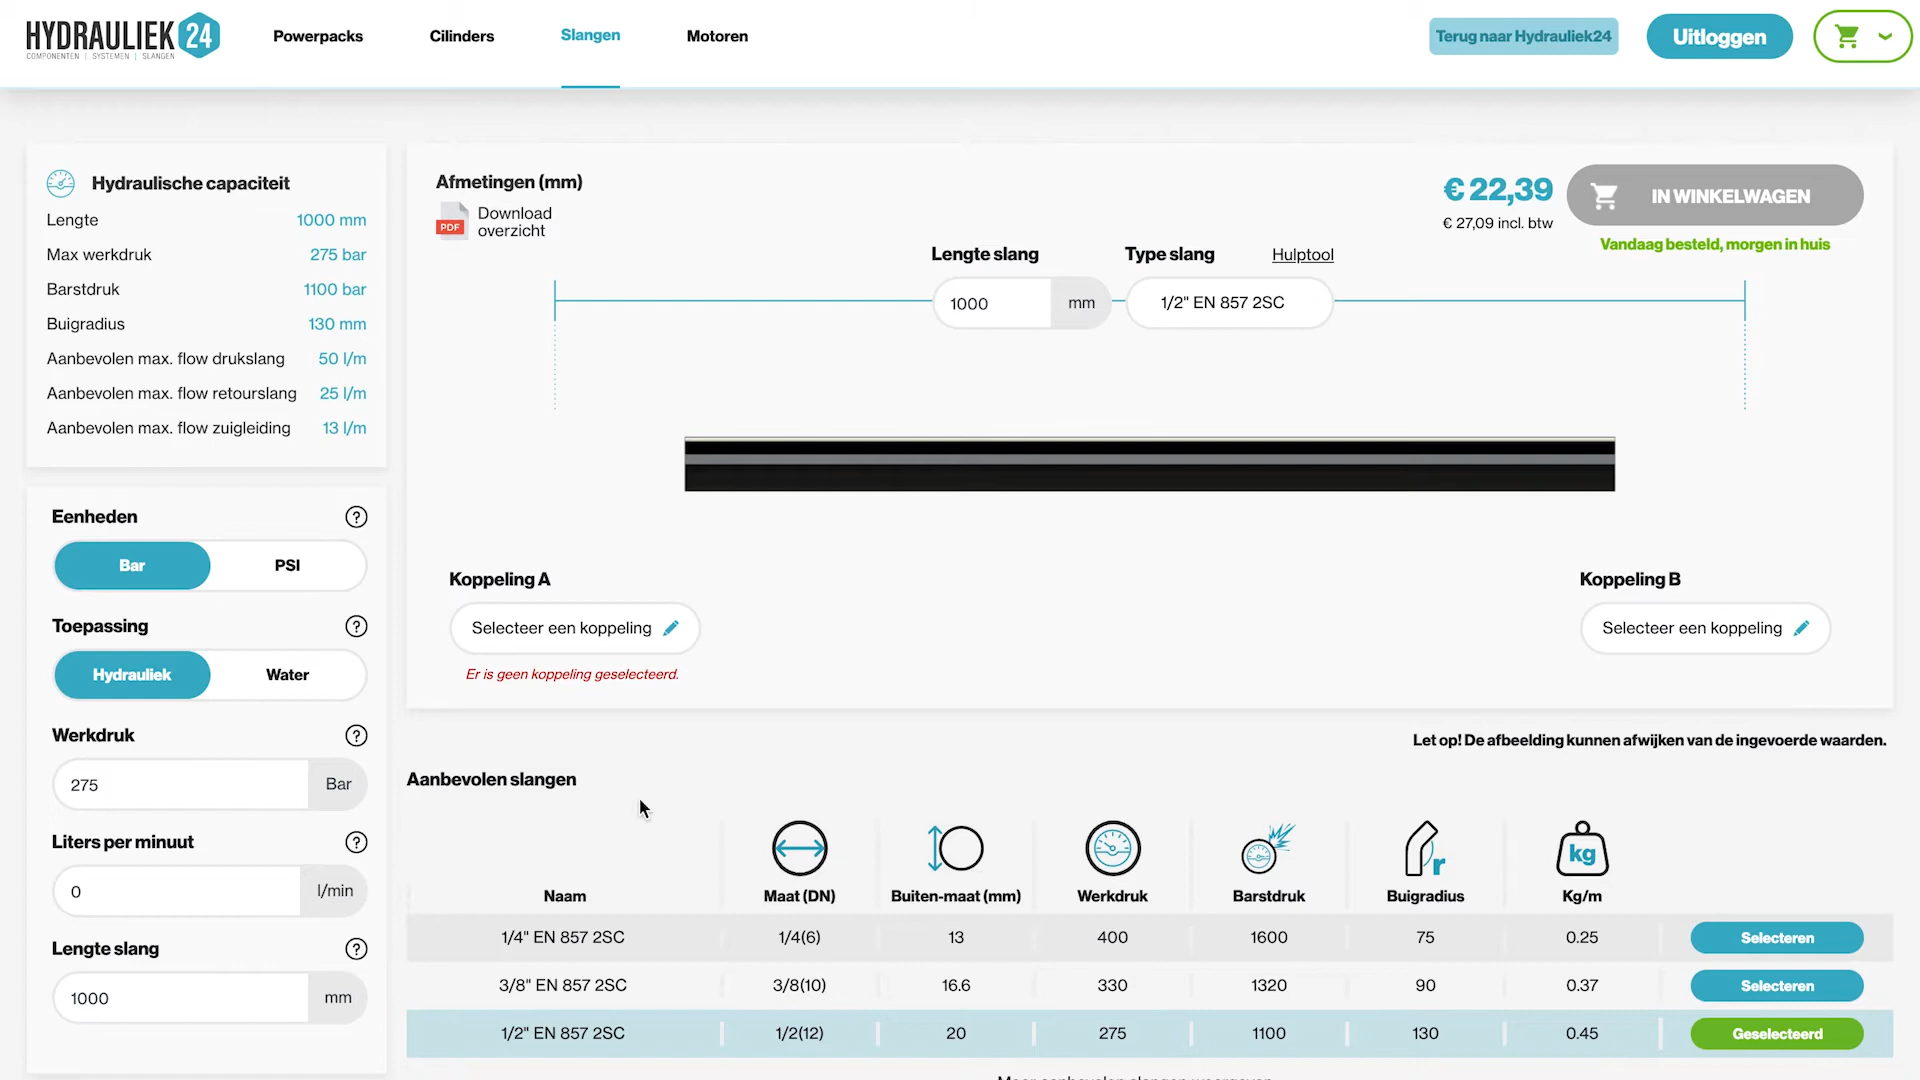 HYDRAULIEK 24
COMPONENTEN | SYSTEMEN | SLANGEN
Powerpacks
Cilinders
Slangen
Motoren
Terug naar Hydrauliek24
Uitloggen
Hydraulische capaciteit
Lengte 1000 mm
Max werkdruk 275 bar
Barstdruk 1100 bar
Buigradius 130 mm
Aanbevolen max. flow drukslang 50 l/m
Aanbevolen max. flow retourslang 25 l/m
Aanbevolen max. flow zuigleiding 13 l/m
Eenheden ?
Bar PSI
Toepassing ?
Hydrauliek Water
Werkdruk ?
275 Bar
Liters per minuut ?
0 l/min
Lengte slang ?
1000 mm
Afmetingen (mm)
PDF
Download
overzicht
€ 22,39
€ 27,09 incl. btw
IN WINKELWAGEN
Vandaag besteld, morgen in huis
Lengte slang
1000 mm
Type slang Hulptool
1/2" EN 857 2SC
Koppeling A
Selecteer een koppeling
Er is geen koppeling geselecteerd.
Koppeling B
Selecteer een koppeling
Let op! De afbeelding kunnen afwijken van de ingevoerde waarden.
Aanbevolen slangen
r
kg
Naam Maat (DN) Buiten-maat (mm) Werkdruk Barstdruk Buigradius Kg/m
1/4" EN 857 2SC 1/4(6) 13 400 1600 75 0.25 Selecteren
3/8" EN 857 2SC 3/8(10) 16.6 330 1320 90 0.37 Selecteren
1/2" EN 857 2SC 1/2(12) 20 275 1100 130 0.45 Geselecteerd